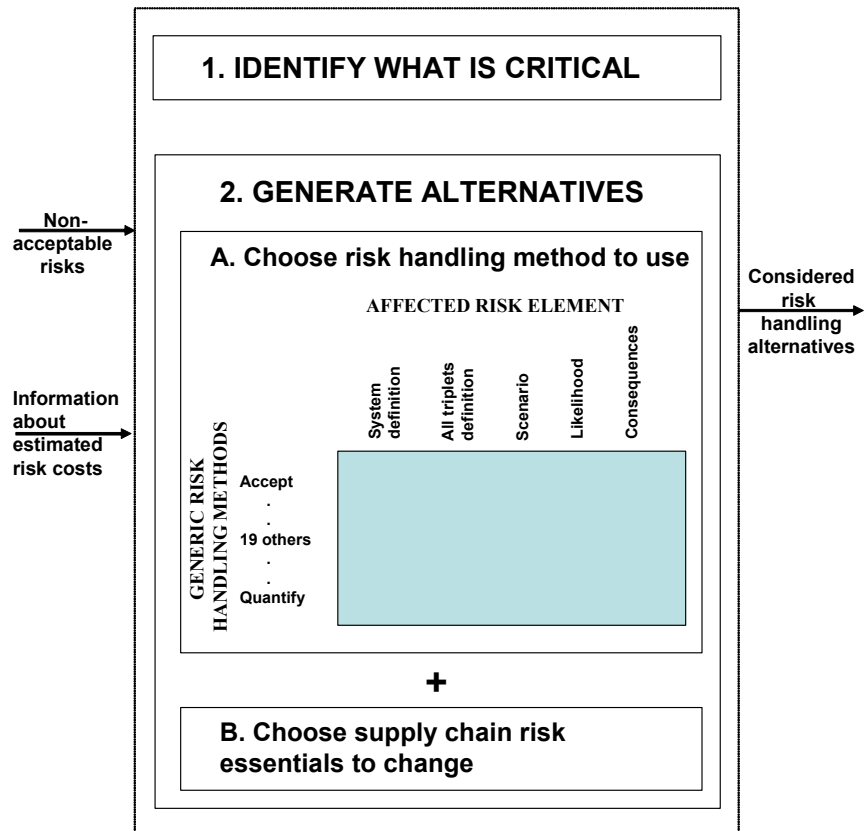 1. IDENTIFY WHAT IS CRITICAL
2. GENERATE ALTERNATIVES
Non-
acceptable
risks
Information
about
estimated
risk costs
A. Choose risk handling method to use
AFFECTED RISK ELEMENT
System
definition
All triplets
definition
Scenario
Likelihood
Consequences
GENERIC RISK
HANDLING METHODS
Accept
.
.
19 others
.
.
Quantify
+
B. Choose supply chain risk
essentials to change
Considered
risk
handling
alternatives